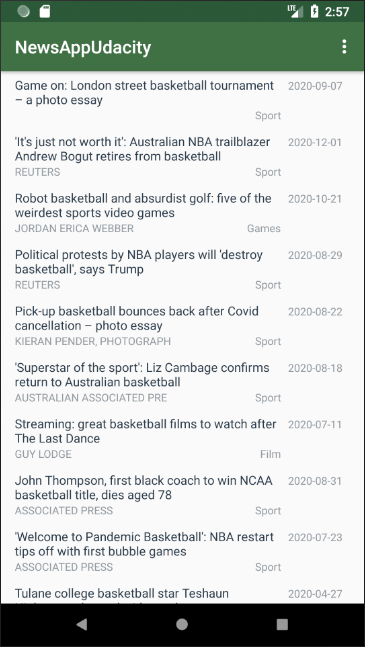 LTE 2:57
NewsAppUdacity
Game on: London street basketball tournament 2020-09-07
– a photo essay
Sport
'It's just not worth it': Australian NBA trailblazer 2020-12-01
Andrew Bogut retires from basketball
REUTERS Sport
Robot basketball and absurdist golf: five of the 2020-10-21
weirdest sports video games
JORDAN ERICA WEBBER Games
Political protests by NBA players will 'destroy 2020-08-29
basketball', says Trump
REUTERS Sport
Pick-up basketball bounces back after Covid 2020-08-22
cancellation – photo essay
KIERAN PENDER, PHOTOGRAPH Sport
'Superstar of the sport': Liz Cambage confirms 2020-08-18
return to Australian basketball
AUSTRALIAN ASSOCIATED PRE Sport
Streaming: great basketball films to watch after 2020-07-11
The Last Dance
GUY LODGE Film
John Thompson, first black coach to win NCAA 2020-08-31
basketball title, dies aged 78
ASSOCIATED PRESS Sport
'Welcome to Pandemic Basketball': NBA restart 2020-07-23
tips off with first bubble games
ASSOCIATED PRESS Sport
Tulane college basketball star Teshaun 2020-04-27